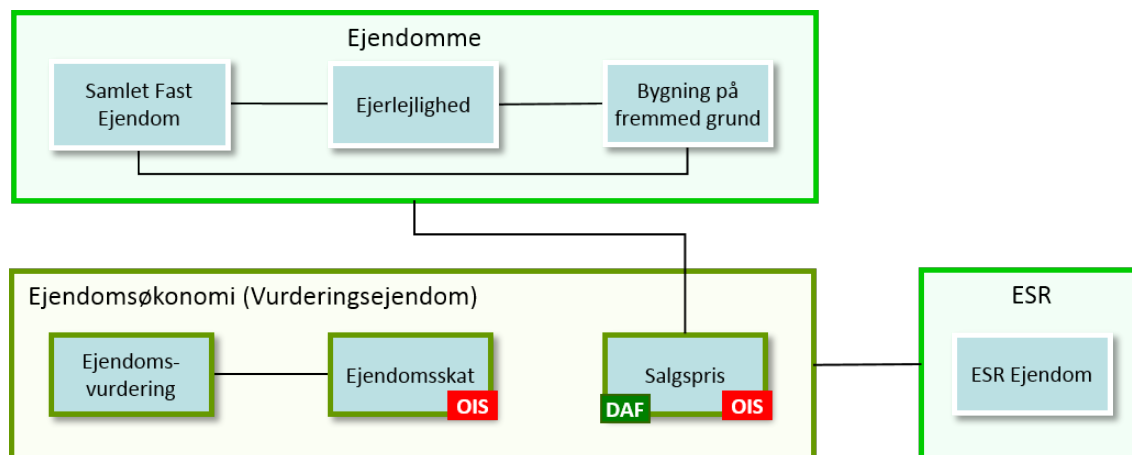 Ejendomme
Samlet Fast
Ejendom
Ejerlejlighed
Bygning på
fremmed grund
Ejendomsøkonomi (Vurderingsejendom)
Ejendoms-
vurdering
Ejendomsskat
OIS
Salgspris
DAF
OIS
ESR
ESR Ejendom